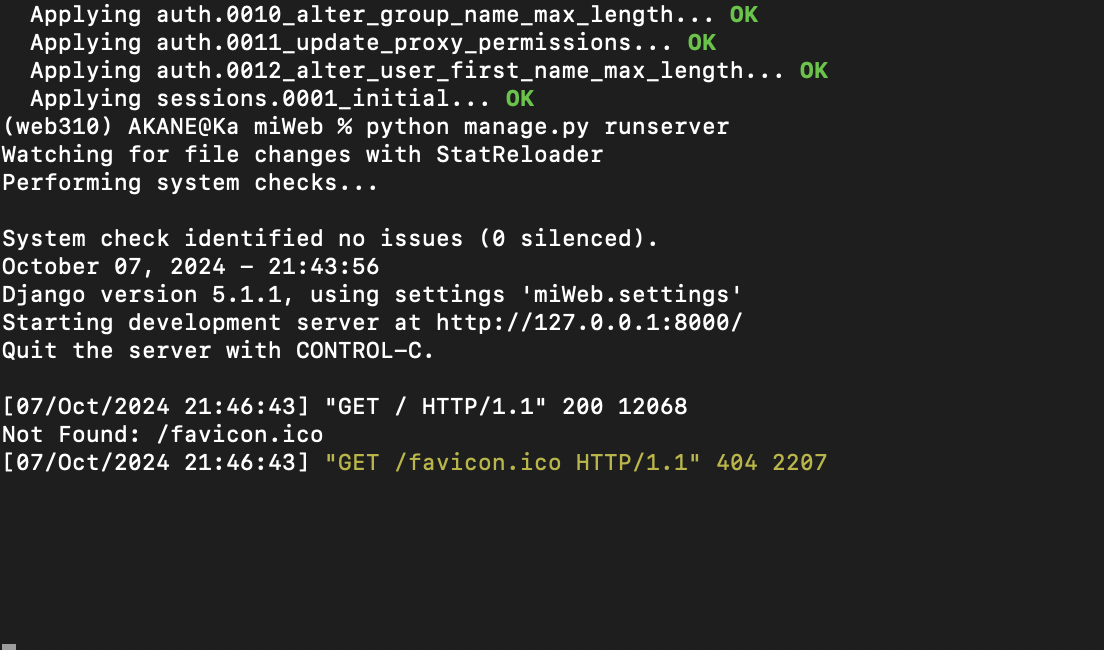 Applying auth.0010_alter_group_name_max_length... OK
Applying auth.0011_update_proxy_permissions... OK
Applying auth.0012_alter_user_first_name_max_length... OK
Applying sessions.0001_initial... OK
(web310) AKANE@Ka miWeb % python manage.py runserver
Watching for file changes with StatReloader
Performing system checks...
System check identified no issues (0 silenced).
October 07, 2024 - 21:43:56
Django version 5.1.1, using settings 'miWeb.settings'
Starting development server at http://127.0.0.1:8000/
Quit the server with CONTROL-C.
[07/Oct/2024 21:46:43] "GET / HTTP/1.1" 200 12068
Not Found: /favicon.ico
[07/Oct/2024 21:46:43] "GET /favicon.ico HTTP/1.1" 404 2207